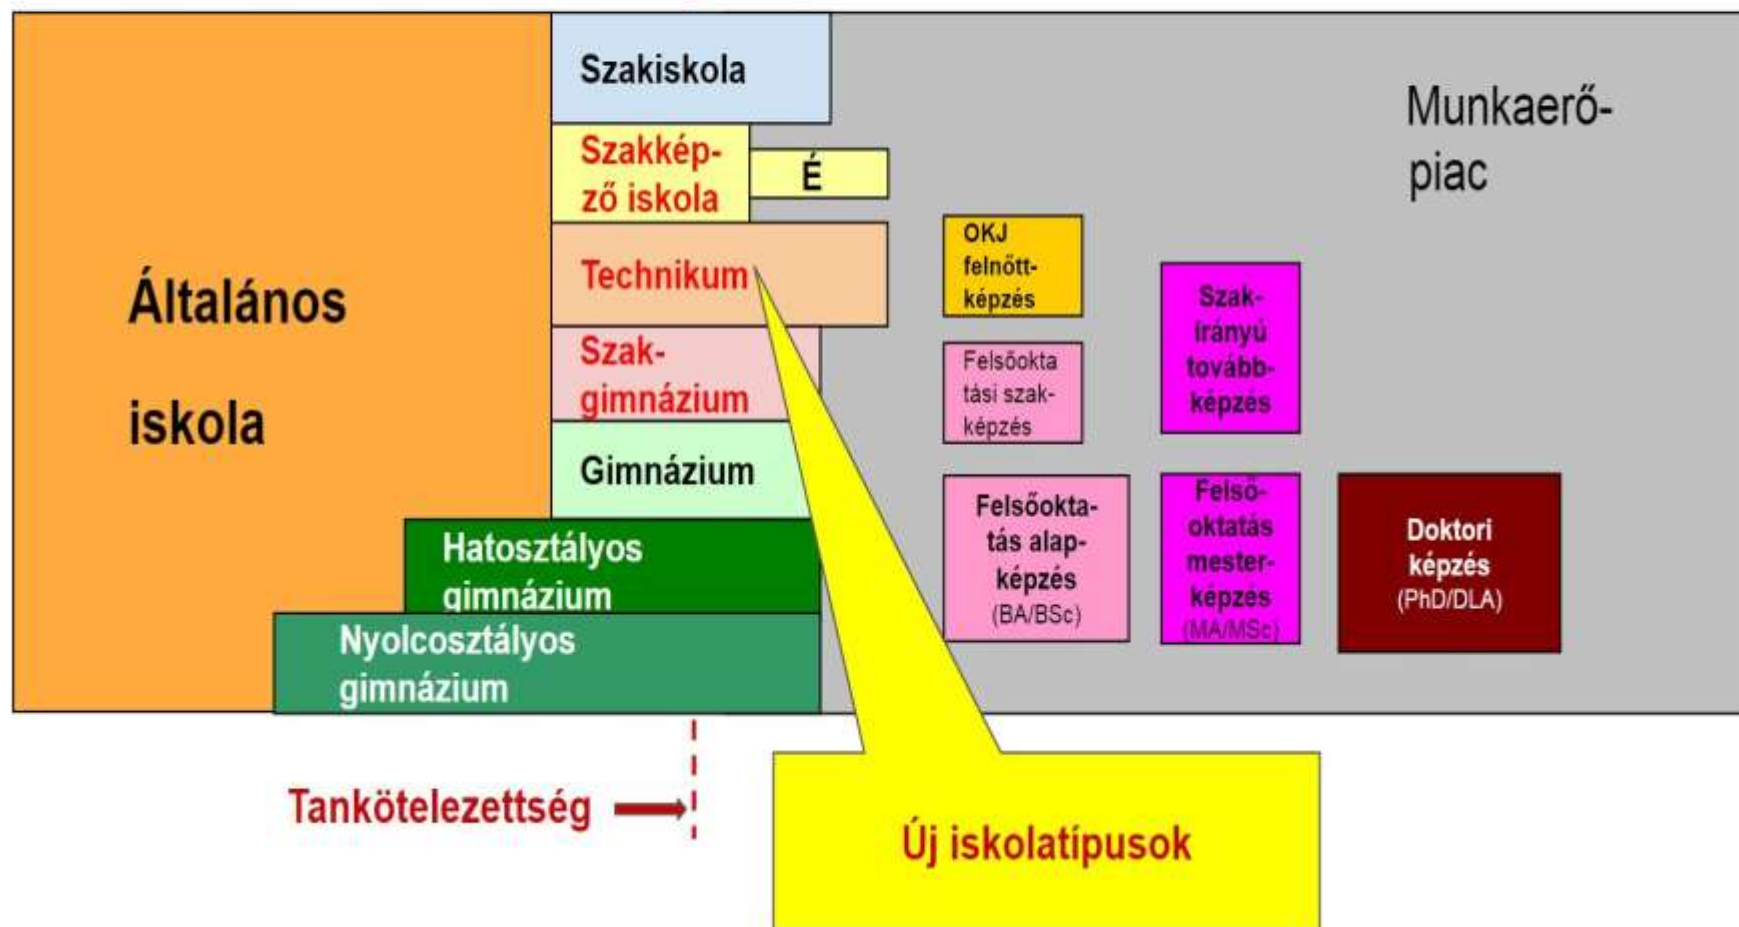 Szakiskola
Munkaerő-
piac
Szakkép-
ző iskola
É
OKJ
felnőtt-
képzés
Technikum
Szak-
irányú
tovább-
képzés
Általános
iskola
Szak-
gimnázium
Felsőokta
tási szak-
képzés
Gimnázium
Felsőokta-
tás alap-
képzés
(BA/BSc)
Felső-
oktatás
mester-
képzés
(MA/MSc)
Doktori
képzés
(PhD/DLA)
Hatosztályos
gimnázium
Nyolcosztályos
gimnázium
Tankötelezettség
Új iskolatípusok